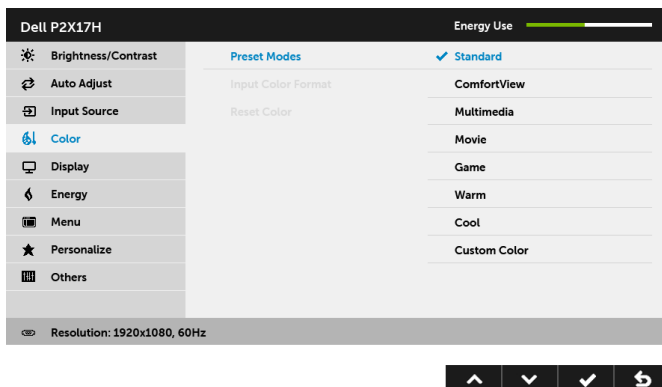 Dell P2X17H Energy Use
Brightness/Contrast Preset Modes Standard
Auto Adjust Input Color Format ComfortView
Input Source Reset Color Multimedia
Color Movie
Display Game
Energy Warm
Menu Cool
Personalize Custom Color
Others
Resolution: 1920x1080, 60Hz